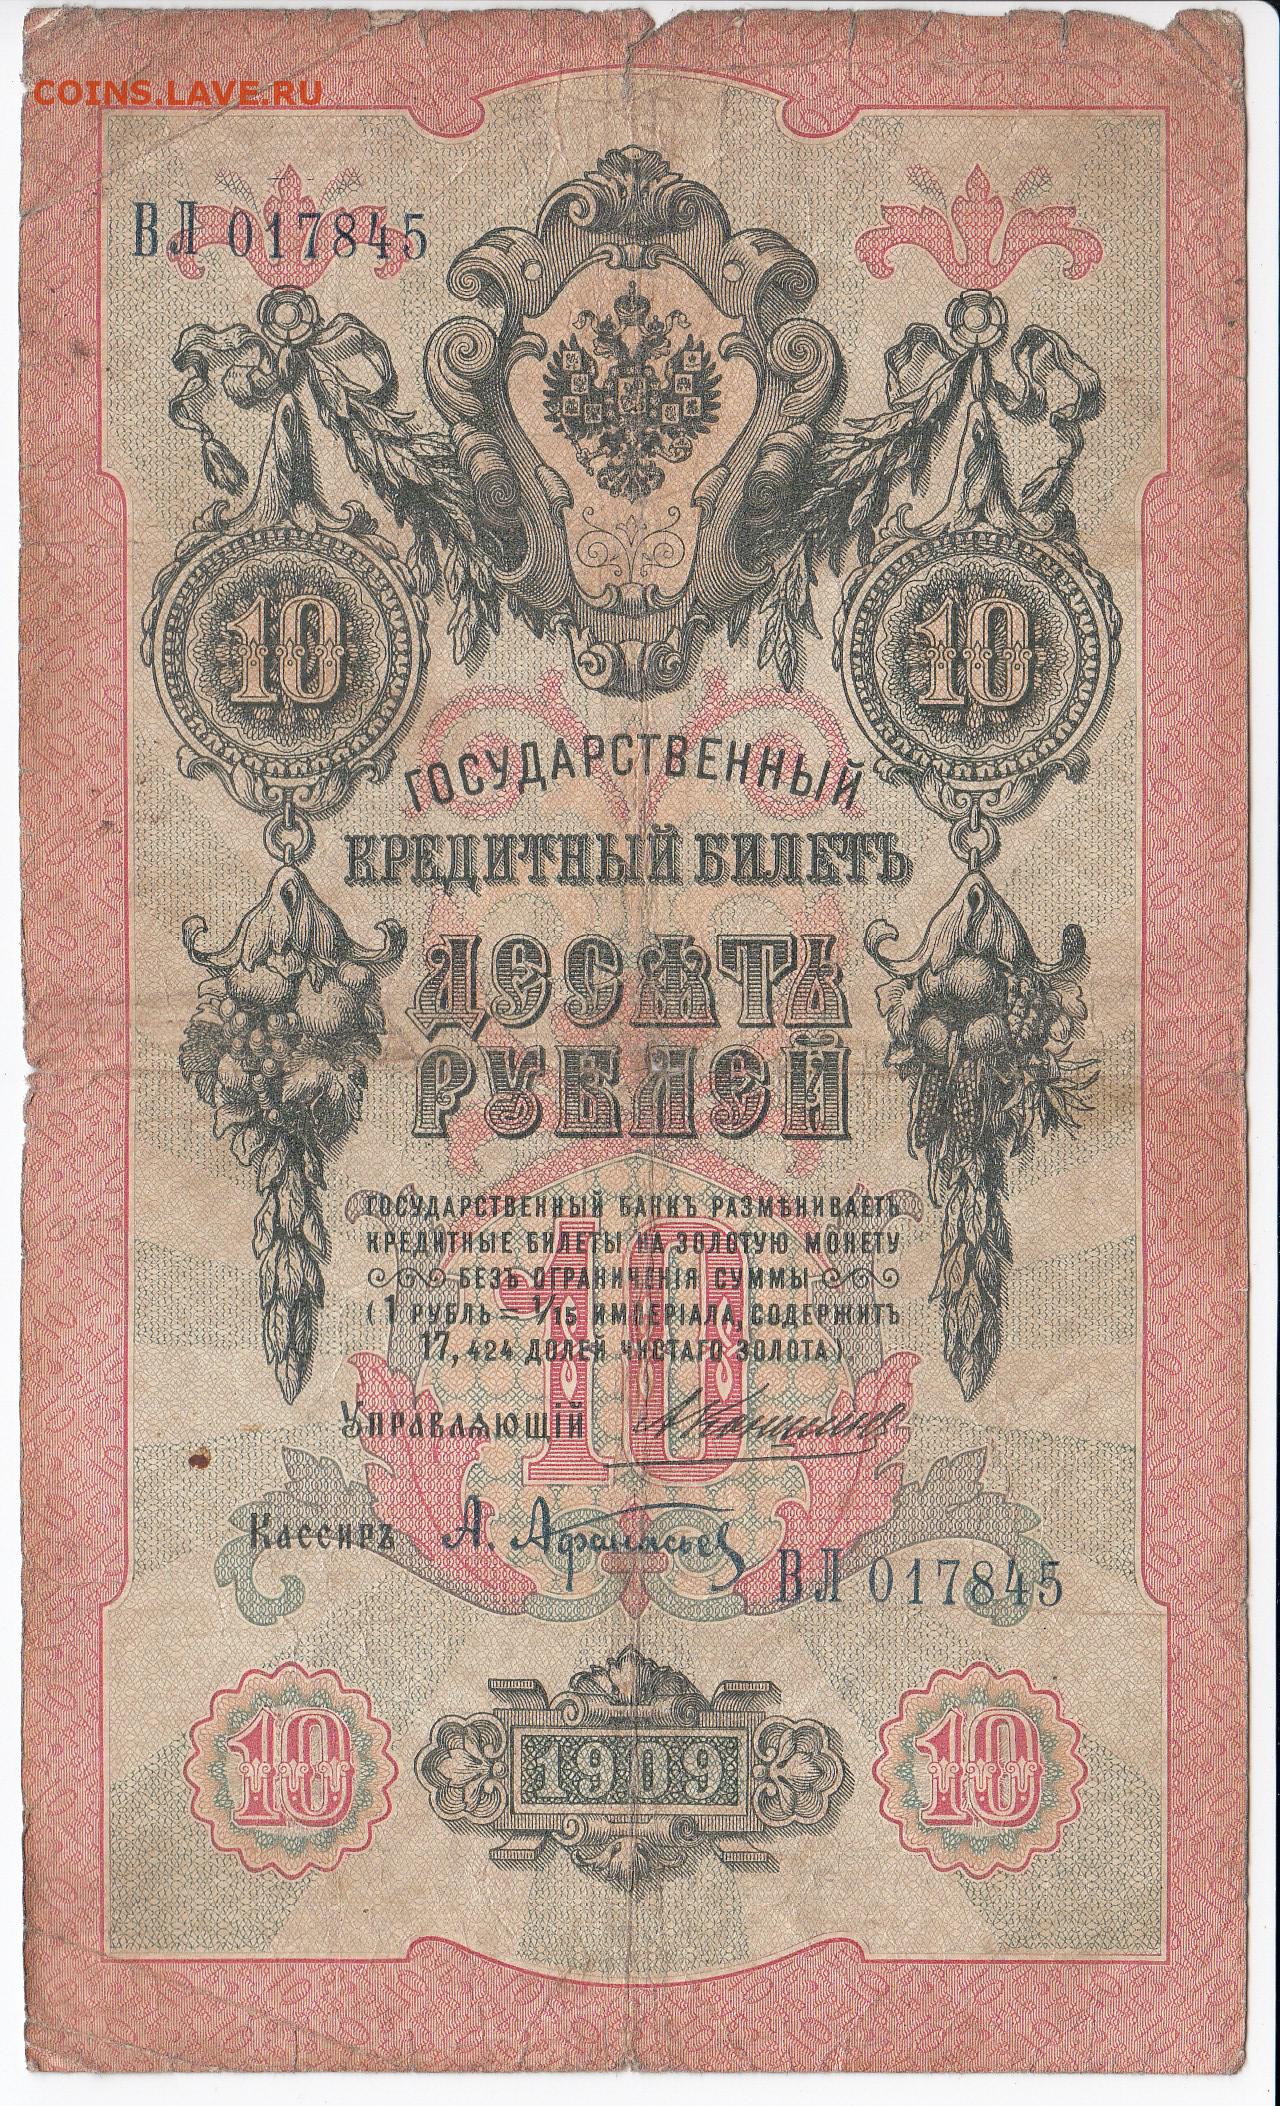 COINS.LAVE.RU
ВЛ 017845
10 10
ГОСУДАРСТВЕННЫЙ
КРЕДИТНЫЙ БИЛЕТЪ
ДЕСЯТЬ
РУБЛЕЙ
ГОСУДАРСТВЕННЫЙ БАНКЪ РАЗМѢНИВАЕТЪ
КРЕДИТНЫЕ БИЛЕТЫ НА ЗОЛОТУЮ МОНЕТУ
БЕЗЪ ОГРАНИЧЕНІЯ СУММЫ
(1 РУБЛЬ = 1/15 ИМПЕРІАЛА, СОДЕРЖИТЪ
17,424 ДОЛЕЙ ЧИСТАГО ЗОЛОТА)
10
УПРАВЛЯЮЩІЙ А Коншинъ
Кассиръ А. Афанасьев
ВЛ 017845
10 1909 10